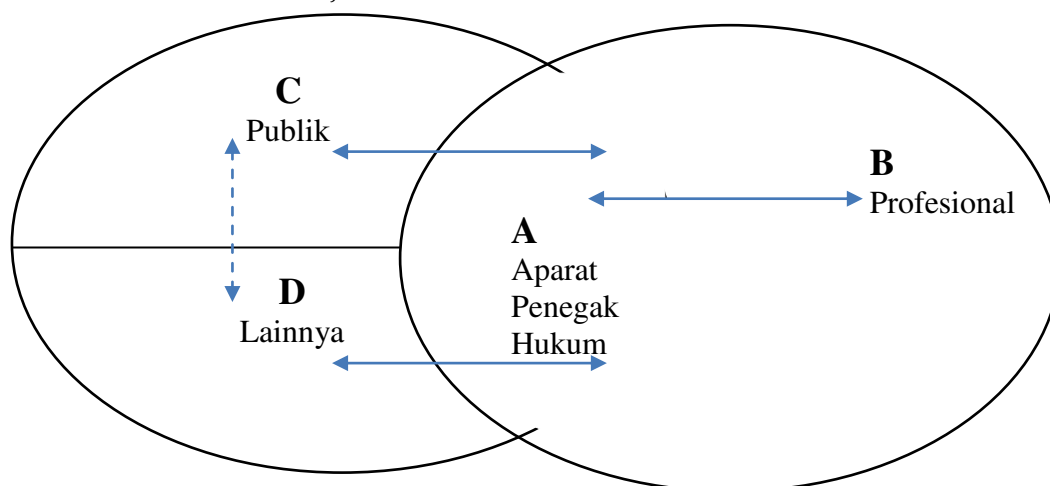 C
Publik
B
Profesional
A
Aparat
Penegak
Hukum
D
Lainnya